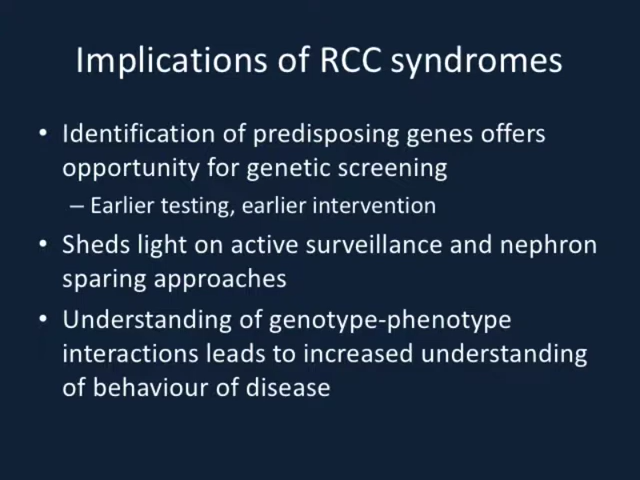 Implications of RCC syndromes
• Identification of predisposing genes offers
opportunity for genetic screening
– Earlier testing, earlier intervention
• Sheds light on active surveillance and nephron
sparing approaches
• Understanding of genotype-phenotype
interactions leads to increased understanding
of behaviour of disease